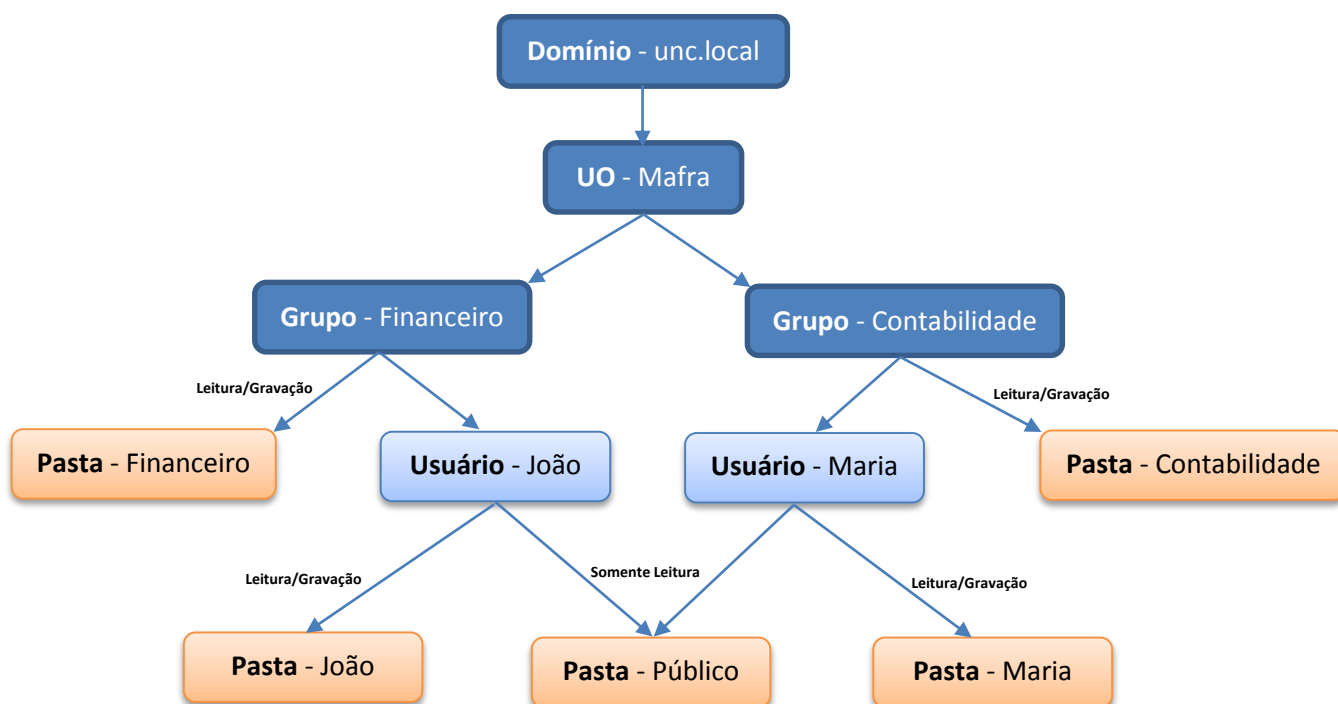 Domínio - unc.local
UO - Mafra
Grupo - Financeiro
Grupo - Contabilidade
Leitura/Gravação
Leitura/Gravação
Pasta - Financeiro
Usuário - João
Usuário - Maria
Pasta - Contabilidade
Leitura/Gravação
Somente Leitura
Leitura/Gravação
Pasta - João
Pasta - Público
Pasta - Maria